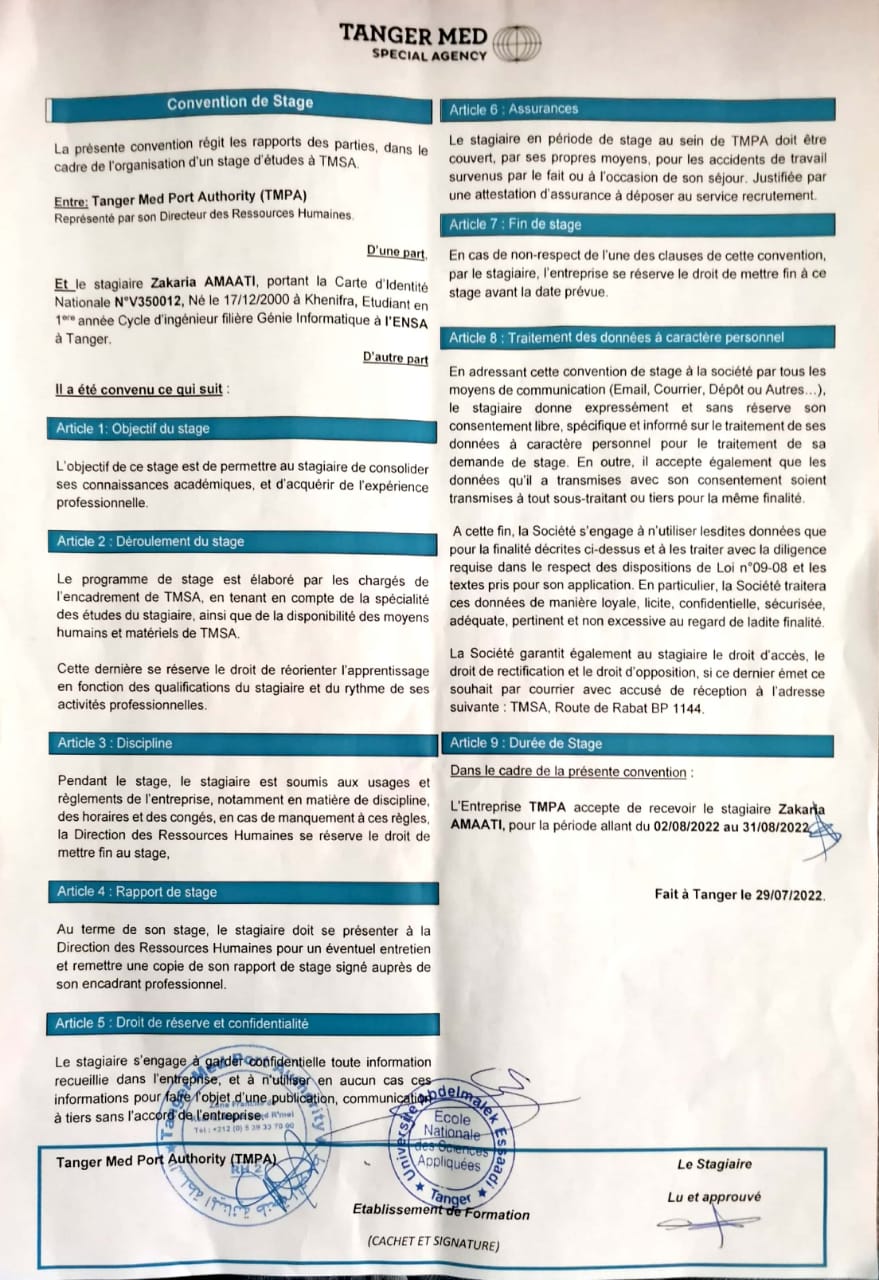 TANGER MED
SPECIAL AGENCY
Convention de Stage
La présente convention régit les rapports des parties, dans le
cadre de l'organisation d'un stage d'études à TMSA.
Entre: Tanger Med Port Authority (TMPA)
Représenté par son Directeur des Ressources Humaines.
D'une part,
Et le stagiaire Zakaria AMAATI, portant la Carte d'Identité
Nationale N°V350012, Né le 17/12/2000 à Khenifra, Etudiant en
1ere année Cycle d'ingénieur filière Génie Informatique à l'ENSA
à Tanger.
D'autre part
Il a été convenu ce qui suit :
Article 1: Objectif du stage
L'objectif de ce stage est de permettre au stagiaire de consolider
ses connaissances académiques, et d'acquérir de l'expérience
professionnelle.
Article 2 : Déroulement du stage
Le programme de stage est élaboré par les chargés de
l'encadrement de TMSA, en tenant en compte de la spécialité
des études du stagiaire, ainsi que de la disponibilité des moyens
humains et matériels de TMSA.
Cette dernière se réserve le droit de réorienter l'apprentissage
en fonction des qualifications du stagiaire et du rythme de ses
activités professionnelles.
Article 3 : Discipline
Pendant le stage, le stagiaire est soumis aux usages et
règlements de l'entreprise, notamment en matière de discipline,
des horaires et des congés, en cas de manquement à ces règles,
la Direction des Ressources Humaines se réserve le droit de
mettre fin au stage,
Article 4 : Rapport de stage
Au terme de son stage, le stagiaire doit se présenter à la
Direction des Ressources Humaines pour un éventuel entretien
et remettre une copie de son rapport de stage signé auprès de
son encadrant professionnel.
Article 5 : Droit de réserve et confidentialité
Le stagiaire s'engage à garder confidentielle toute information
recueillie dans l'entreprise, et à n'utiliser en aucun cas ces
informations pour faire l'objet d'une publication, communication
à tiers sans l'accord de l'entreprise.
Article 6 : Assurances
Le stagiaire en période de stage au sein de TMPA doit être
couvert, par ses propres moyens, pour les accidents de travail
survenus par le fait ou à l'occasion de son séjour. Justifiée par
une attestation d'assurance à déposer au service recrutement.
Article 7 : Fin de stage
En cas de non-respect de l'une des clauses de cette convention,
par le stagiaire, l'entreprise se réserve le droit de mettre fin à ce
stage avant la date prévue.
Article 8 : Traitement des données à caractère personnel
En adressant cette convention de stage à la société par tous les
moyens de communication (Email, Courrier, Dépôt ou Autres...),
le stagiaire donne expressément et sans réserve son
consentement libre, spécifique et informé sur le traitement de ses
données à caractère personnel pour le traitement de sa
demande de stage. En outre, il accepte également que les
données qu'il a transmises avec son consentement soient
transmises à tout sous-traitant ou tiers pour la même finalité.
A cette fin, la Société s'engage à n'utiliser lesdites données que
pour la finalité décrites ci-dessus et à les traiter avec la diligence
requise dans le respect des dispositions de Loi n°09-08 et les
textes pris pour son application. En particulier, la Société traitera
ces données de manière loyale, licite, confidentielle, sécurisée,
adéquate, pertinent et non excessive au regard de ladite finalité.
La Société garantit également au stagiaire le droit d'accès, le
droit de rectification et le droit d'opposition, si ce dernier émet ce
souhait par courrier avec accusé de réception à l'adresse
suivante : TMSA, Route de Rabat BP 1144.
Article 9 : Durée de Stage
Dans le cadre de la présente convention :
L'Entreprise TMPA accepte de recevoir le stagiaire Zakaria
AMAATI, pour la période allant du 02/08/2022 au 31/08/2022
Fait à Tanger le 29/07/2022.
Tanger Med Port Authority
Zone Franche
Tél : +212 (0) 5 39 33 70 00
RH 2
Université Abdelmalek Essaadi
Ecole
Nationale
des Sciences
Appliquées
Tanger
Tanger Med Port Authority (TMPA)
Etablissement de Formation
(CACHET ET SIGNATURE)
Le Stagiaire
Lu et approuvé